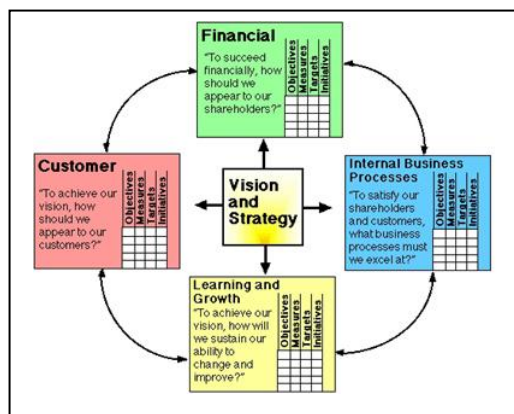 Financial
"To succeed
financially, how
should we
appear to our
shareholders?"
Objectives
Measures
Targets
Initiatives
Customer
"To achieve our
vision, how
should we
appear to our
customers?"
Objectives
Measures
Targets
Initiatives
Vision
and
Strategy
Internal Business
Processes
"To satisfy our
shareholders
and customers,
what business
processes must
we excel at?"
Objectives
Measures
Targets
Initiatives
Learning and
Growth
"To achieve our
vision, how will
we sustain our
ability to
change and
improve?"
Objectives
Measures
Targets
Initiatives